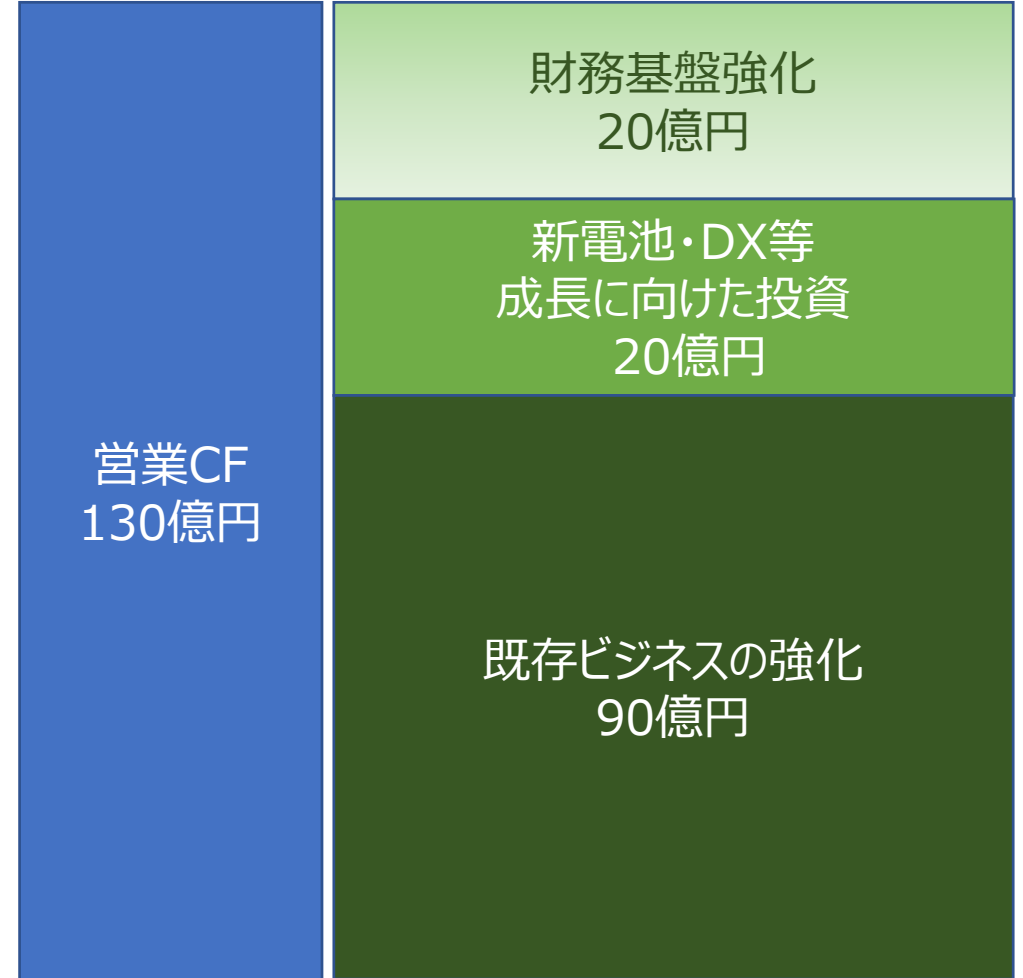 営業CF
130億円
財務基盤強化
20億円
新電池・DX等
成長に向けた投資
20億円
既存ビジネスの強化
90億円